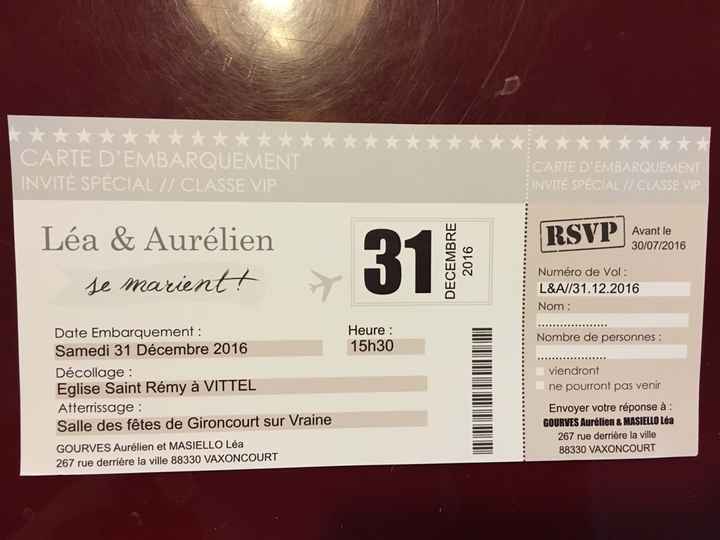 CARTE D'EMBARQUEMENT
INVITÉ SPÉCIAL // CLASSE VIP
Léa & Aurélien
se marient !
31
DECEMBRE
2016
Date Embarquement :
Samedi 31 Décembre 2016
Heure :
15h30
Décollage :
Eglise Saint Rémy à VITTEL
Atterrissage :
Salle des fêtes de Gironcourt sur Vraine
GOURVES Aurélien et MASIELLO Léa
267 rue derrière la ville 88330 VAXONCOURT
CARTE D'EMBARQUEMENT
INVITÉ SPÉCIAL // CLASSE VIP
RSVP
Avant le
30/07/2016
Numéro de Vol :
L&A//31.12.2016
Nom :
...................
Nombre de personnes :
...................
viendront
ne pourront pas venir
Envoyer votre réponse à :
GOURVES Aurélien & MASIELLO Léa
267 rue derrière la ville
88330 VAXONCOURT